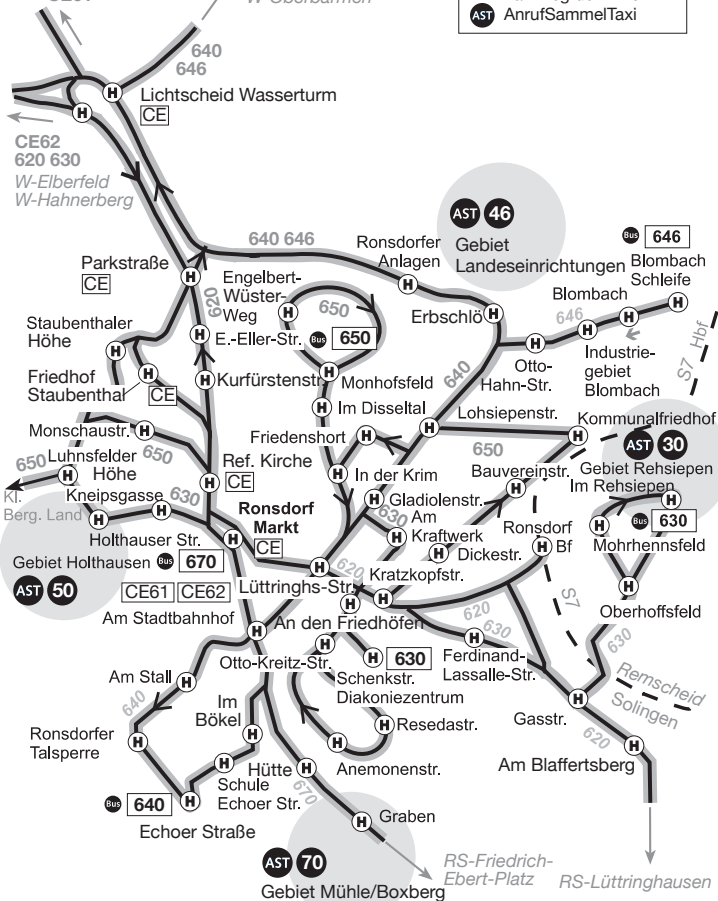 W-Oberbarmen
AST AnrufSammelTaxi
640
646
Lichtscheid Wasserturm
CE
CE62
620 630
W-Elberfeld
W-Hahnerberg
AST 46
Gebiet
Landeseinrichtungen
Bus 646
Blombach
Schleife
640 646
Ronsdorfer
Anlagen
Parkstraße
CE
620
Engelbert-
Wüster-
Weg
650
Erbschlö
Blombach
646
Staubenthaler
Höhe
E.-Eller-Str.
Bus 650
Otto-
Hahn-Str.
Industrie-
gebiet
Blombach
S7 Hbf
Friedhof
Staubenthal
CE
Kurfürstenstr.
Monhofsfeld
640
Im Disseltal
Lohsiepenstr.
Kommunalfriedhof
Monschaustr.
650
Friedenshort
650
AST 30
Gebiet Rehsiepen
Luhnsfelder
Höhe
650
Ref. Kirche
CE
In der Krim
Bauvereinstr.
Im Rehsiepen
Kl.
Berg. Land
Kneipsgasse
630
Ronsdorf
Markt
CE
Gladiolenstr.
630
Am
Kraftwerk
Ronsdorf
Bf
Bus 630
Mohrhennsfeld
Holthauser Str.
Gebiet Holthausen
Bus 670
AST 50
CE61 CE62
Am Stadtbahnhof
620
Lüttringhs-Str.
Dickestr.
Kratzkopfstr.
S7
Oberhoffsfeld
An den Friedhöfen
620
630
630
Otto-Kreitz-Str.
630
Schenkstr.
Diakoniezentrum
Ferdinand-
Lassalle-Str.
Remscheid
Solingen
Am Stall
640
Im
Bökel
Resedastr.
Gasstr.
620
Ronsdorfer
Talsperre
Anemonenstr.
Am Blaffertsberg
Hütte
670
Schule
Echoer Str.
Bus 640
Echoer Straße
Graben
AST 70
Gebiet Mühle/Boxberg
RS-Friedrich-
Ebert-Platz
RS-Lüttringhausen